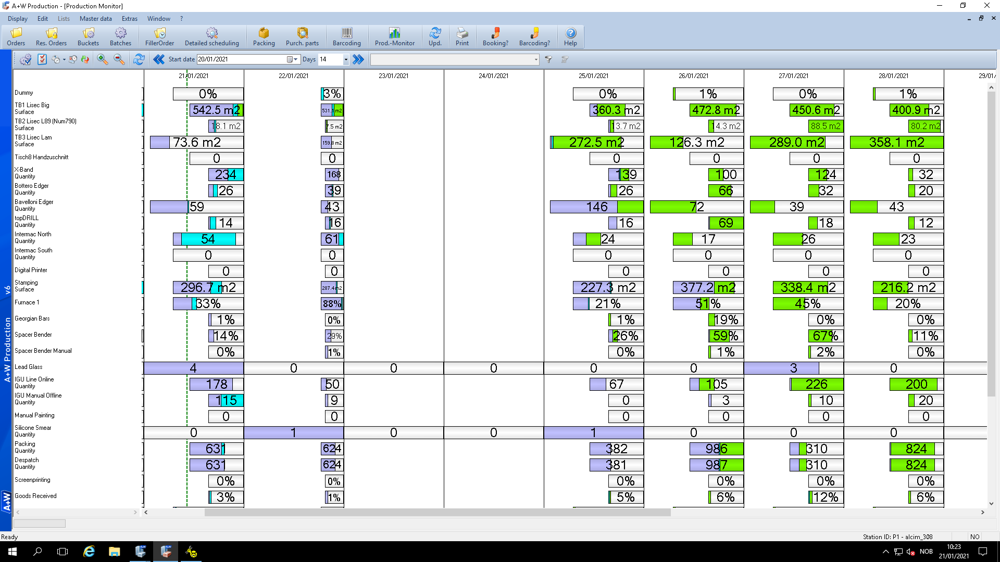 A+W Production - [Production Monitor]
Display Edit Lists Master data Extras Window ?
Orders Res. Orders Buckets Batches FillerOrder Detailed scheduling Packing Purch. parts Barcoding Prod.-Monitor Upd. Print Booking? Barcoding? Help
Start date 20/01/2021 Days 14
21/01/2021 22/01/2021 23/01/2021 24/01/2021 25/01/2021 26/01/2021 27/01/2021 28/01/2021 29/01/
Dummy 0% 3% 0% 1% 0% 1%
TB1 Lisec Big
Surface 542.5 m2 531.1 m2 360.3 m2 472.8 m2 450.6 m2 400.9 m2
TB2 Lisec L89 (Num790)
Surface 18.1 m2 7.5 m2 13.7 m2 14.3 m2 88.5 m2 80.2 m2
TB3 Lisec Lam
Surface 73.6 m2 159.8 m2 272.5 m2 126.3 m2 289.0 m2 358.1 m2
Tisch8 Handzuschnitt 0 0 0 0 0 0
X-Band
Quantity 234 168 139 100 124 32
Bottero Edger
Quantity 26 39 26 66 32 20
Bavelloni Edger
Quantity 59 43 146 72 39 43
topDRILL
Quantity 14 16 16 69 18 12
Intermac North
Quantity 54 61 24 17 26 23
Intermac South
Quantity 0 0 0 0 0 0
Digital Printer 0 0 0 0 0 0
Stamping
Surface 296.7 m2 287.4 m2 227.3 m2 377.2 m2 338.4 m2 216.2 m2
Furnace 1 33% 88% 21% 51% 45% 20%
Georgian Bars 1% 0% 1% 19% 0% 0%
Spacer Bender 14% 29% 26% 59% 67% 11%
Spacer Bender Manual 0% 1% 0% 1% 2% 0%
Lead Glass 4 0 0 0 0 0 3 0
IGU Line Online
Quantity 178 50 67 105 226 200
IGU Manual Offline
Quantity 115 9 0 3 10 20
Manual Painting 0 0 0 0 0 0
Silicone Smear
Quantity 0 1 0 0 1 0 0 0
Packing
Quantity 631 624 382 986 310 824
Despatch
Quantity 631 624 381 987 310 824
Screenprinting 0% 0% 0% 0% 0% 0%
Goods Received 3% 1% 5% 6% 12% 6%
A+W Production v6
A+W
Ready Station ID: P1 - alcim_308 NO
NOB 10:23
21/01/2021